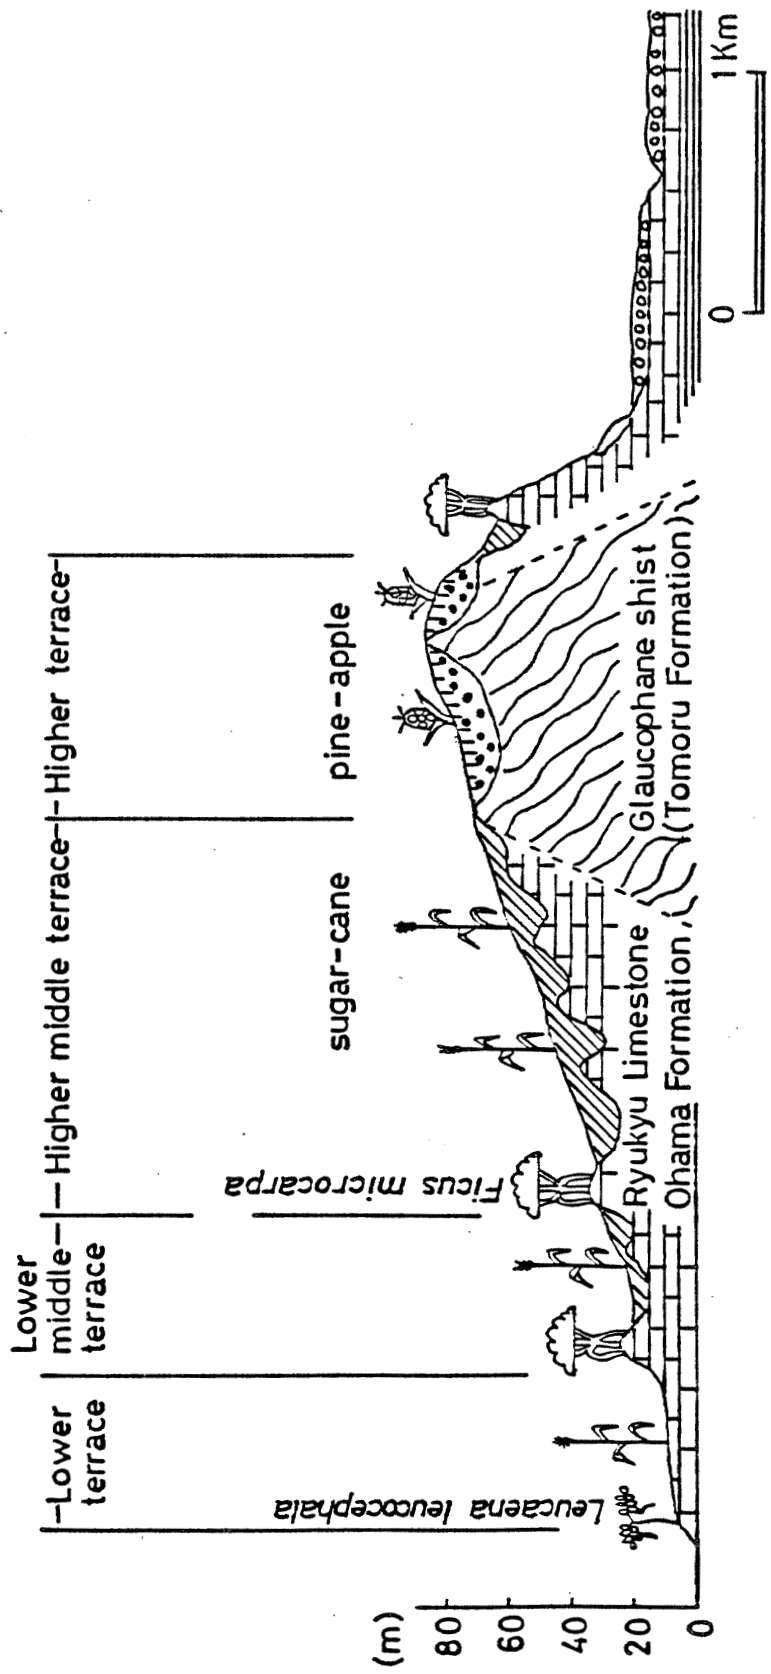 Lower
terrace
Lower
middle
terrace
Higher middle terrace
Higher terrace
Leucaena leucocephala
Ficus microcarpa
sugar-cane
pine-apple
(m)
80
60
40
20
0
Ryukyu Limestone
Ohama Formation,
Glaucophane shist
(Tomoru Formation)
0
1Km